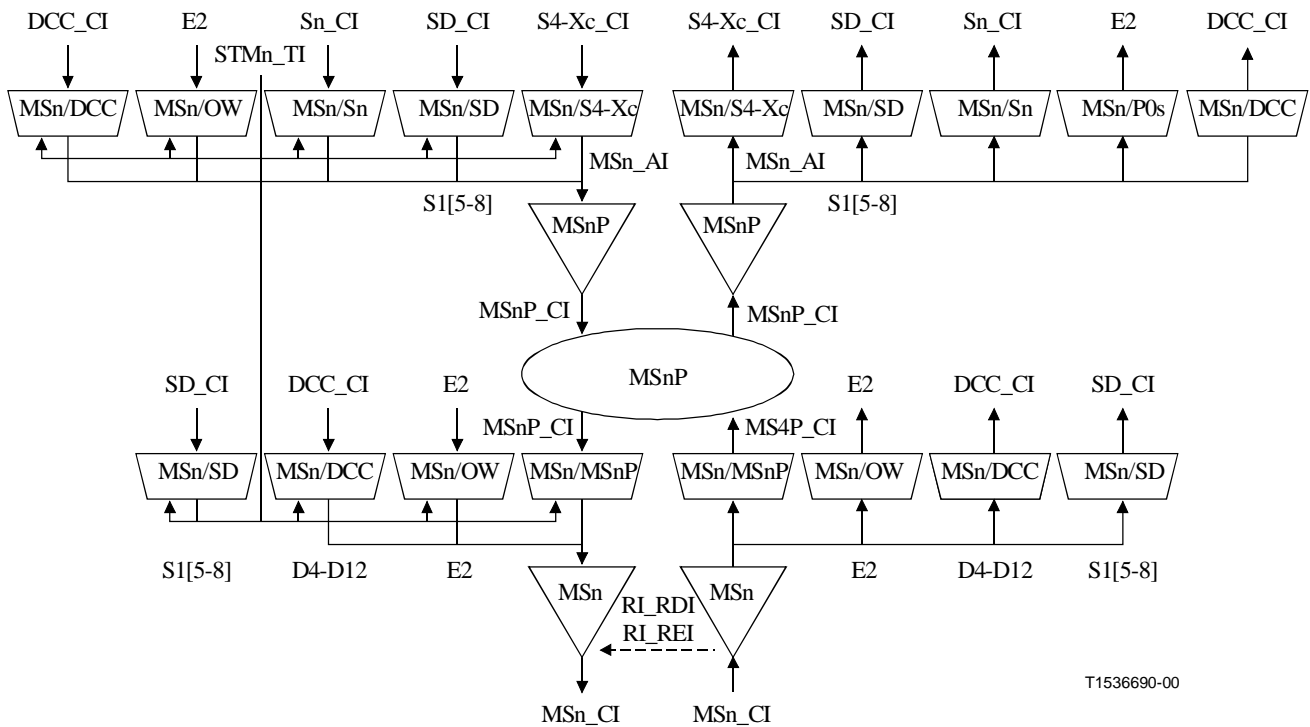 DCC_CI E2 Sn_CI SD_CI S4-Xc_CI S4-Xc_CI SD_CI Sn_CI E2 DCC_CI
STMn_TI
MSn/DCC MSn/OW MSn/Sn MSn/SD MSn/S4-Xc MSn/S4-Xc MSn/SD MSn/Sn MSn/P0s MSn/DCC
MSn_AI MSn_AI
S1[5-8] S1[5-8]
MSnP MSnP
MSnP_CI MSnP_CI
MSnP
SD_CI DCC_CI E2 E2 DCC_CI SD_CI
MSnP_CI MS4P_CI
MSn/SD MSn/DCC MSn/OW MSn/MSnP MSn/MSnP MSn/OW MSn/DCC MSn/SD
S1[5-8] D4-D12 E2 E2 D4-D12 S1[5-8]
MSn MSn
RI_RDI
RI_REI
T1536690-00
MSn_CI MSn_CI